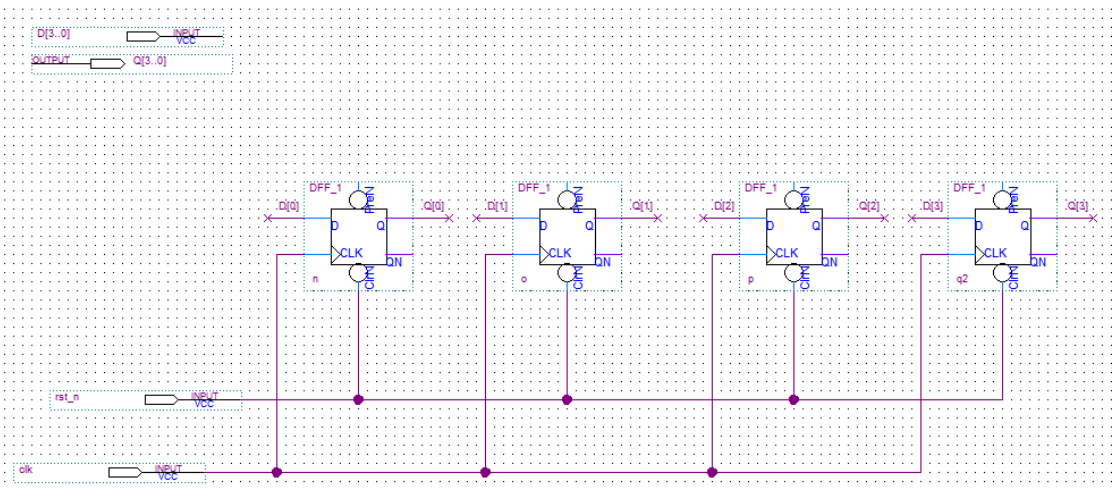 D[3..0] INPUT
VCC
OUTPUT Q[3..0]
DFF_1 DFF_1 DFF_1 DFF_1
PreN PreN PreN PreN
D[0] Q[0] D[1] Q[1] D[2] Q[2] D[3] Q[3]
D Q D Q D Q D Q
CLK CLK CLK CLK
QN QN QN QN
ClrN ClrN ClrN ClrN
n o p q2
rst_n INPUT
VCC
clk INPUT
VCC